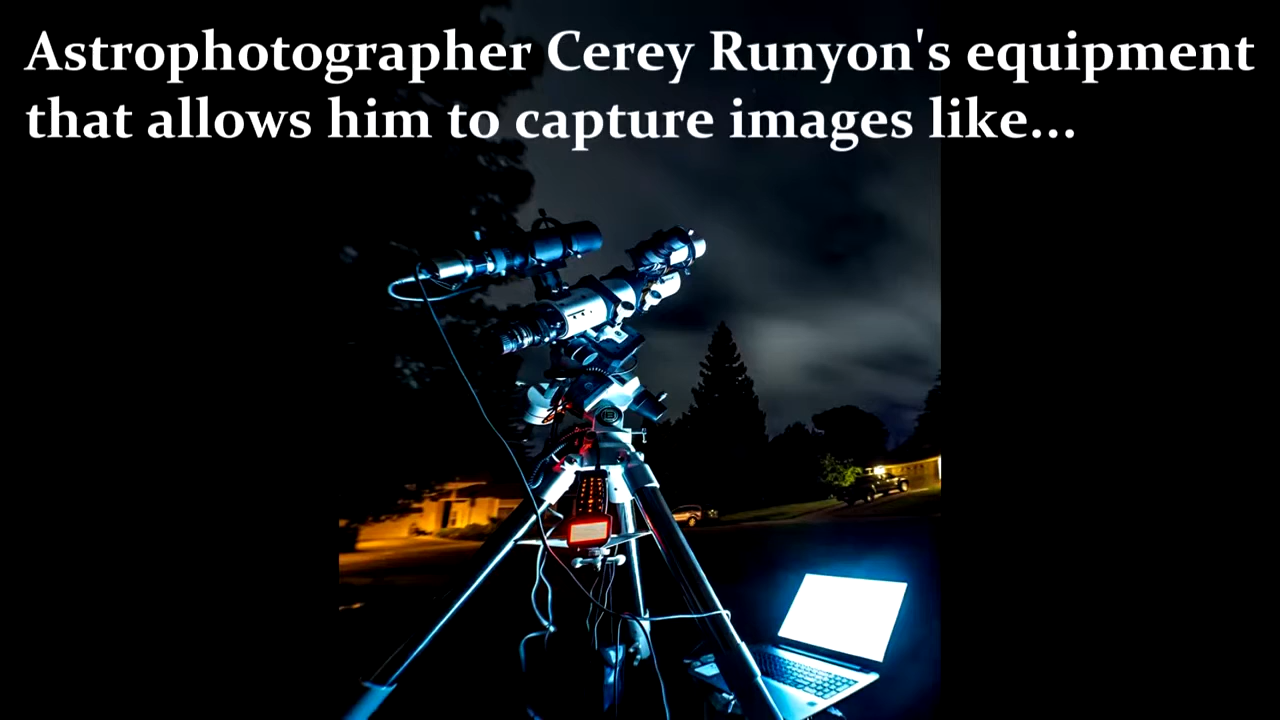 Astrophotographer Cerey Runyon's equipment
that allows him to capture images like...